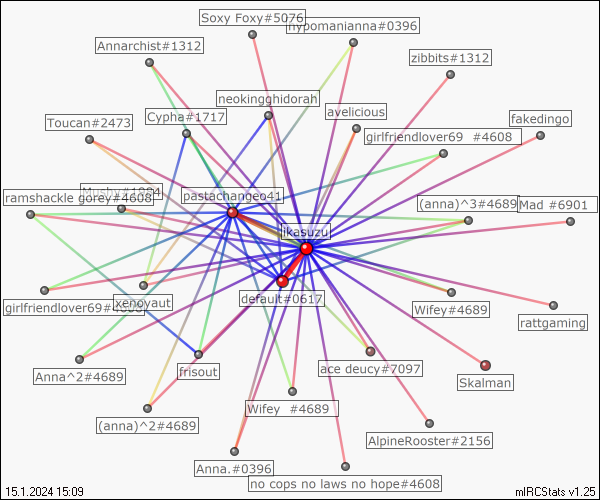 Soxy Foxy#5076
hypomanianna#0396
Annarchist#1312
zibbits#1312
neokingghidorah
Cypha#1717
avelicious
Toucan#2473
fakedingo
girlfriendlover69 #4608
Mushy#1984
pastachangeo41
ramshackle gorey#4608
(anna)^3#4689
Mad #6901
jikasuzu
default#0617
girlfriendlover69#4608
xenoyaut
Wifey#4689
rattgaming
frisout
ace deucy#7097
Anna^2#4689
Skalman
Wifey #4689
(anna)^2#4689
AlpineRooster#2156
Anna.#0396
no cops no laws no hope#4608
15.1.2024 15:09
mIRCStats v1.25